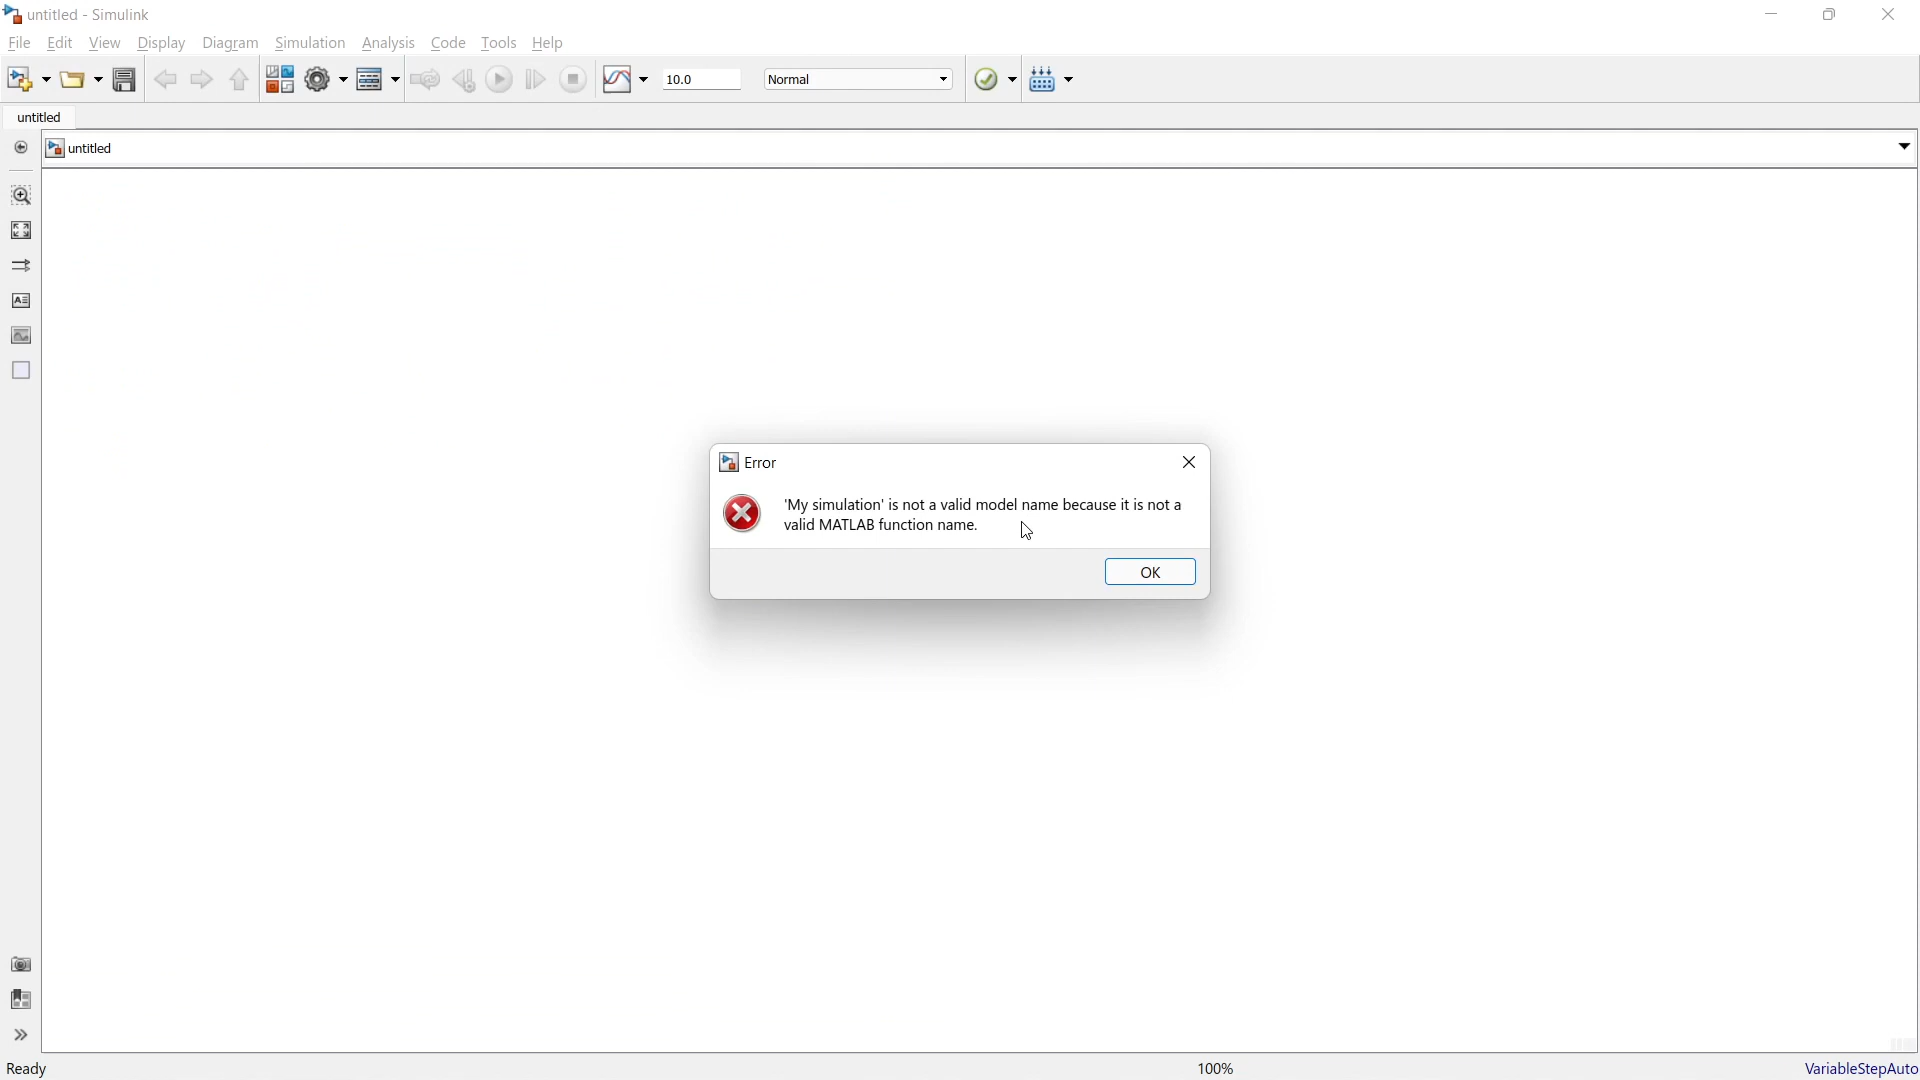 untitled - Simulink
File Edit View Display Diagram Simulation Analysis Code Tools Help
10.0 Normal
untitled
untitled
Error
'My simulation' is not a valid model name because it is not a
valid MATLAB function name.
OK
Ready 100% VariableStepAuto